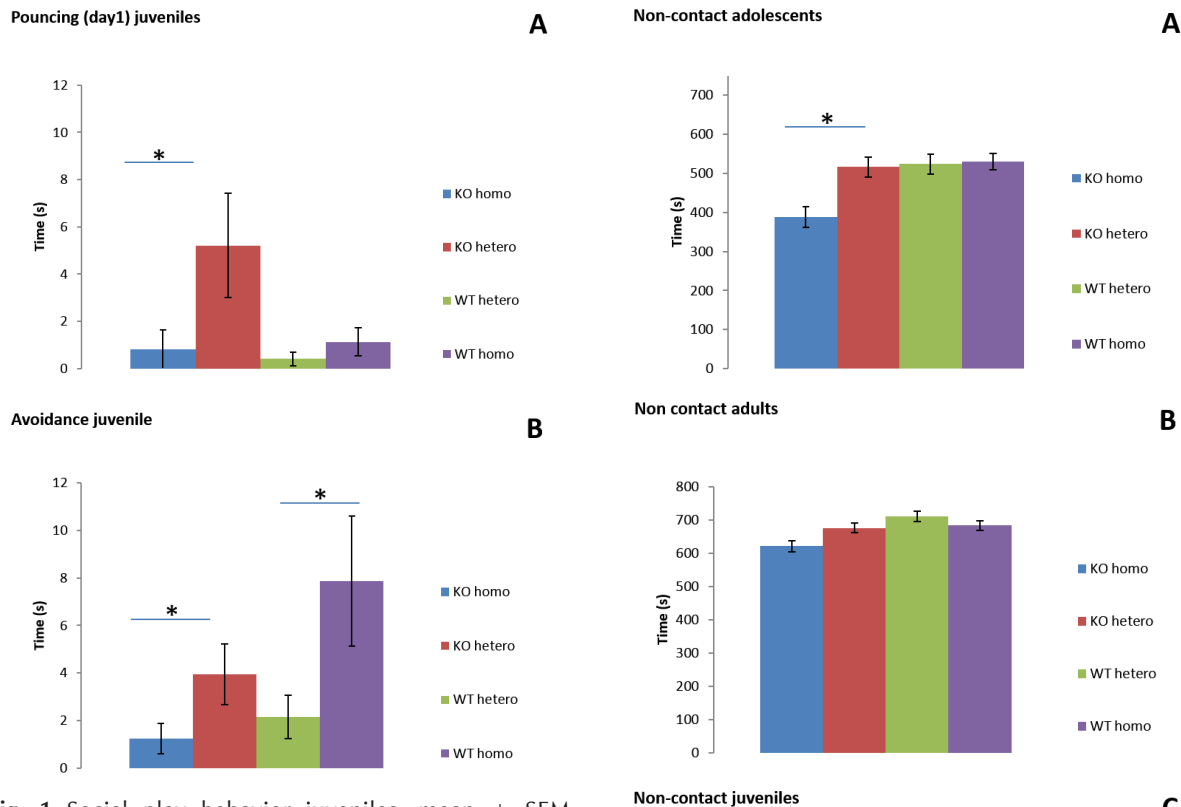 Pouncing (day1) juveniles
A
12
10
8
6
4
2
0
Time (s)
*
KO homo
KO hetero
WT hetero
WT homo
Avoidance juvenile
B
12
10
8
6
4
2
0
Time (s)
*
*
KO homo
KO hetero
WT hetero
WT homo
1 Social play behavior juveniles, mean ± SEM
Non-contact adolescents
A
700
600
500
400
300
200
100
0
Time (s)
*
KO homo
KO hetero
WT hetero
WT homo
Non contact adults
B
800
700
600
500
400
300
200
100
0
Time (s)
KO homo
KO hetero
WT hetero
WT homo
Non-contact juveniles
C